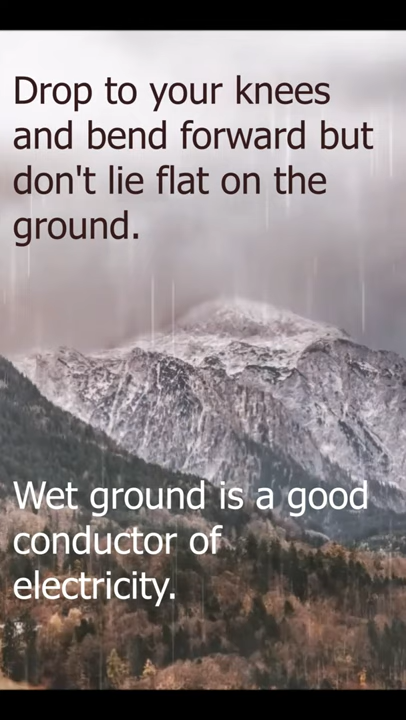 Drop to your knees
and bend forward but
don't lie flat on the
ground.
Wet ground is a good
conductor of
electricity.